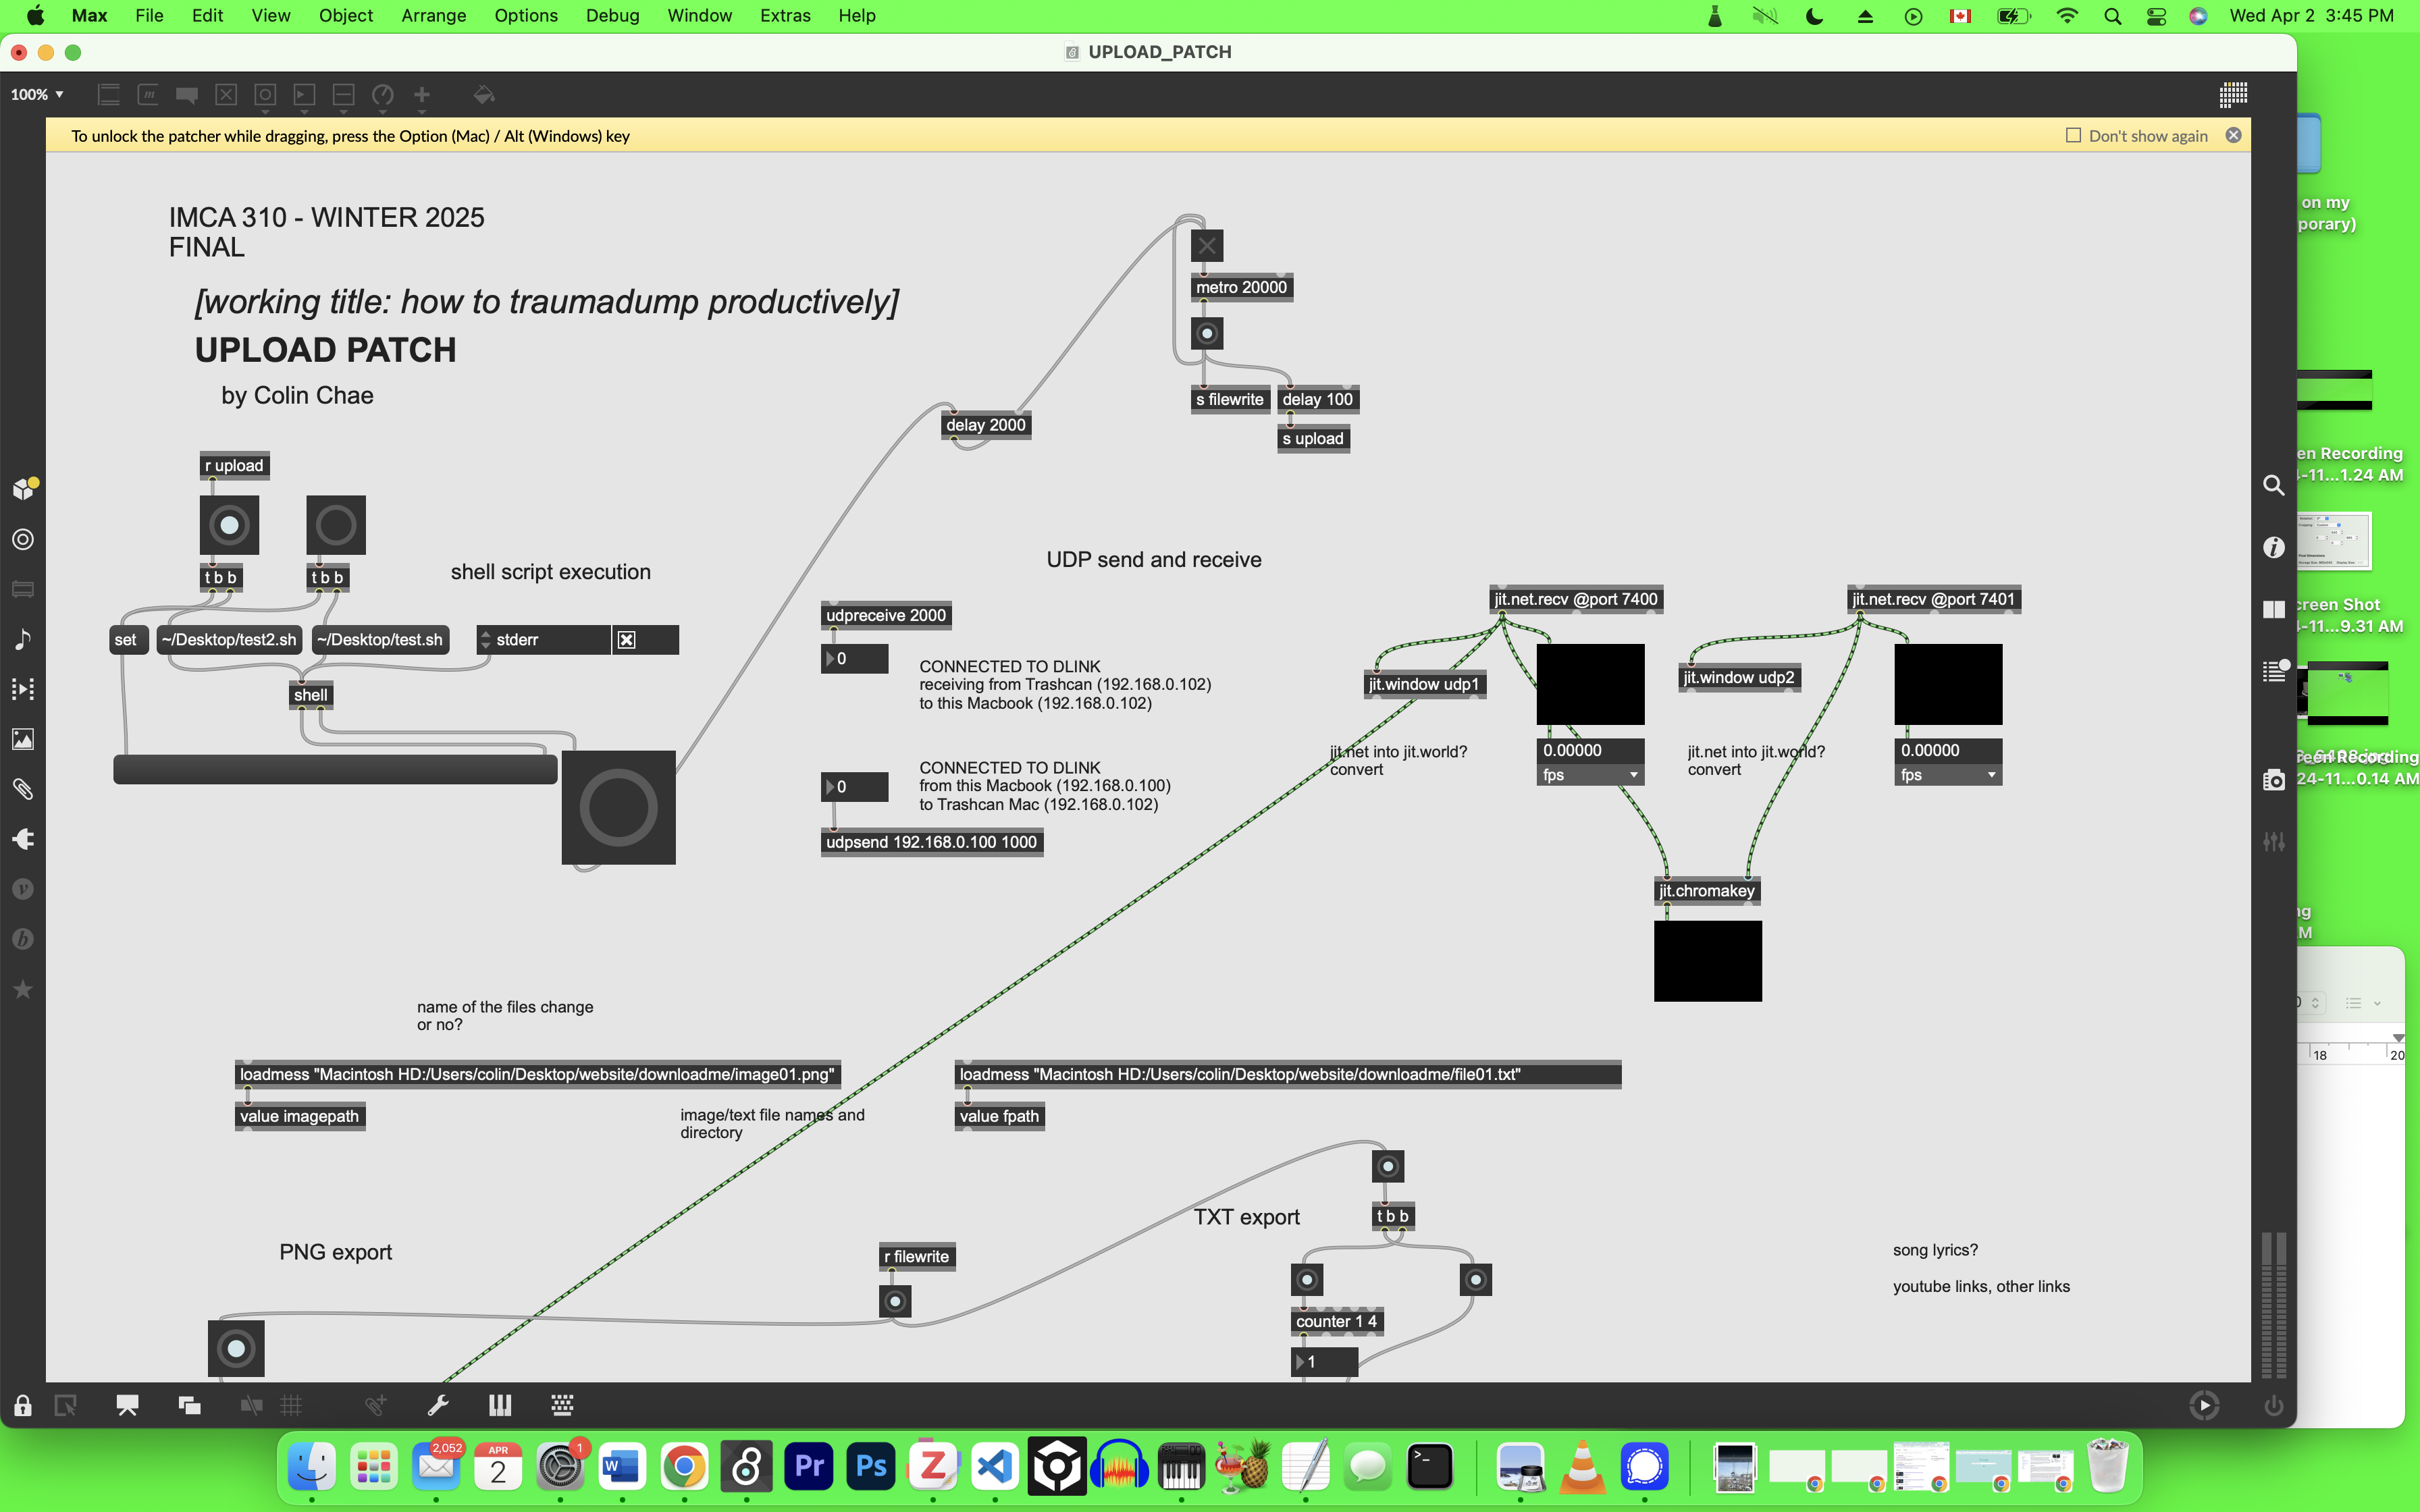 Max File Edit View Object Arrange Options Debug Window Extras Help Wed Apr 2 3:45 PM
UPLOAD_PATCH
100%
To unlock the patcher while dragging, press the Option (Mac) / Alt (Windows) key Don't show again
IMCA 310 - WINTER 2025
FINAL
[working title: how to traumadump productively]
UPLOAD PATCH
by Colin Chae
metro 20000
s filewrite
delay 100
s upload
delay 2000
r upload
t b b
t b b
shell script execution
set
~/Desktop/test2.sh
~/Desktop/test.sh
stderr
shell
UDP send and receive
udpreceive 2000
0
CONNECTED TO DLINK
receiving from Trashcan (192.168.0.102)
to this Macbook (192.168.0.102)
0
CONNECTED TO DLINK
from this Macbook (192.168.0.100)
to Trashcan Mac (192.168.0.102)
udpsend 192.168.0.100 1000
jit.net.recv @port 7400
jit.window udp1
jit.net into jit.world?
convert
0.00000
fps
jit.net.recv @port 7401
jit.window udp2
jit.net into jit.world?
convert
0.00000
fps
jit.chromakey
name of the files change
or no?
loadmess "Macintosh HD:/Users/colin/Desktop/website/downloadme/image01.png"
value imagepath
image/text file names and
directory
loadmess "Macintosh HD:/Users/colin/Desktop/website/downloadme/file01.txt"
value fpath
PNG export
r filewrite
TXT export
t b b
counter 1 4
1
song lyrics?
youtube links, other links
on my
porary)
en Recording
4-11...1.24 AM
creen Shot
4-11...9.31 AM
een Recording
24-11...0.14 AM
ng
M
18 20
2,052
APR
2
1
W
Pr
Ps
Z